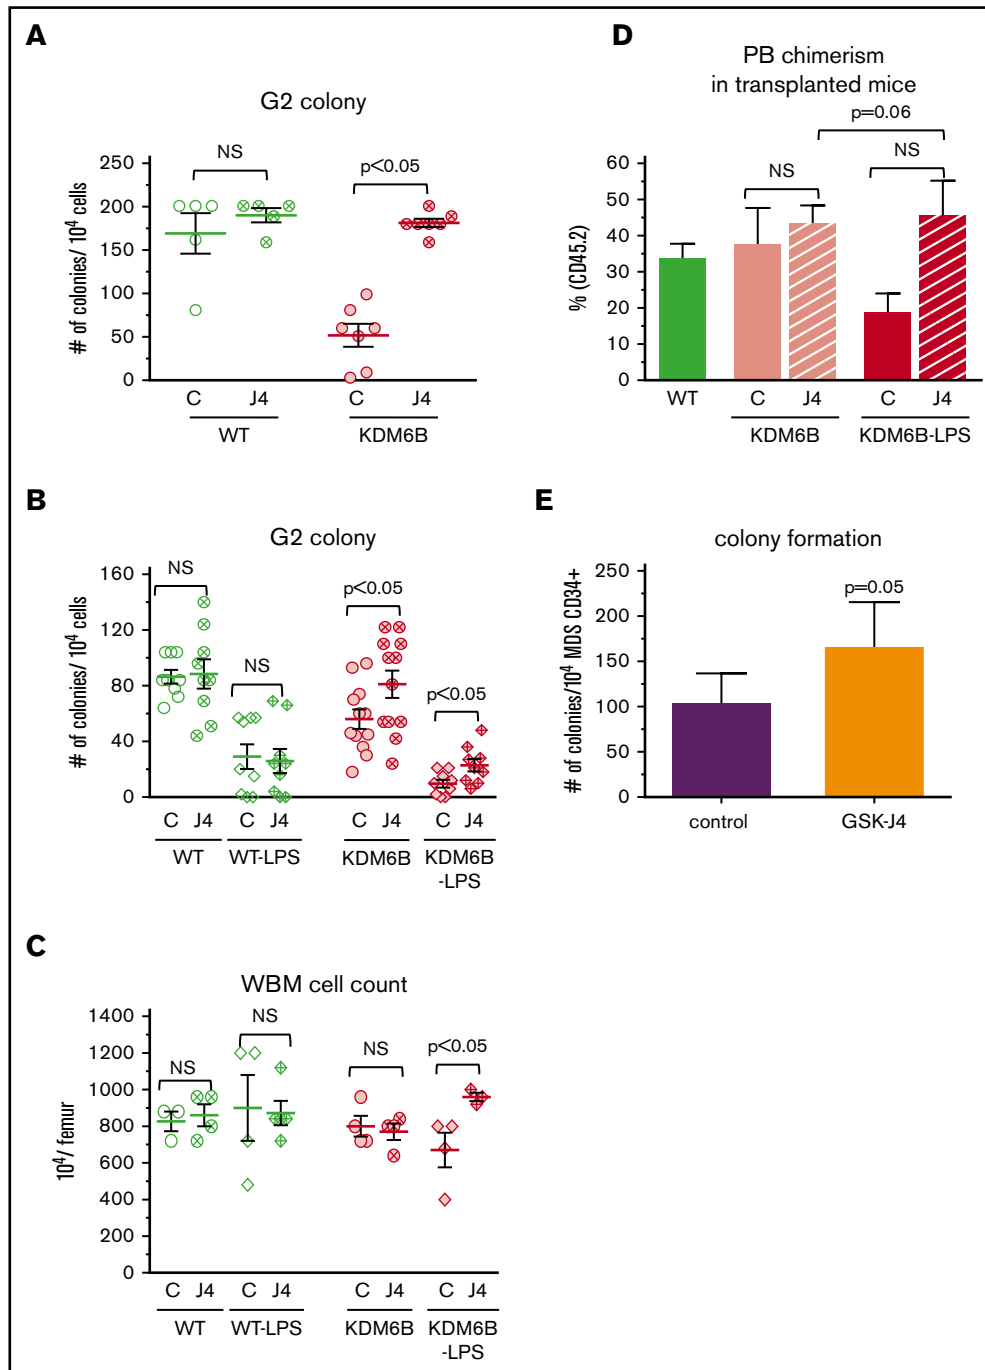 A
G2 colony
# of colonies/ 10⁴ cells
250
200
150
100
50
0
NS
p<0.05
C J4 C J4
WT KDM6B
B
G2 colony
# of colonies/ 10⁴ cells
160
120
80
40
0
NS
NS
p<0.05
p<0.05
C J4 C J4 C J4 C J4
WT WT-LPS KDM6B KDM6B
-LPS
C
WBM cell count
10⁴/ femur
1400
1200
1000
800
600
400
200
0
NS
NS
NS
p<0.05
C J4 C J4 C J4 C J4
WT WT-LPS KDM6B KDM6B
-LPS
D
PB chimerism
in transplanted mice
% (CD45.2)
60
50
40
30
20
10
0
p=0.06
NS
NS
WT C J4 C J4
KDM6B KDM6B-LPS
E
colony formation
# of colonies/10⁴ MDS CD34+
250
200
150
100
50
0
p=0.05
control GSK-J4